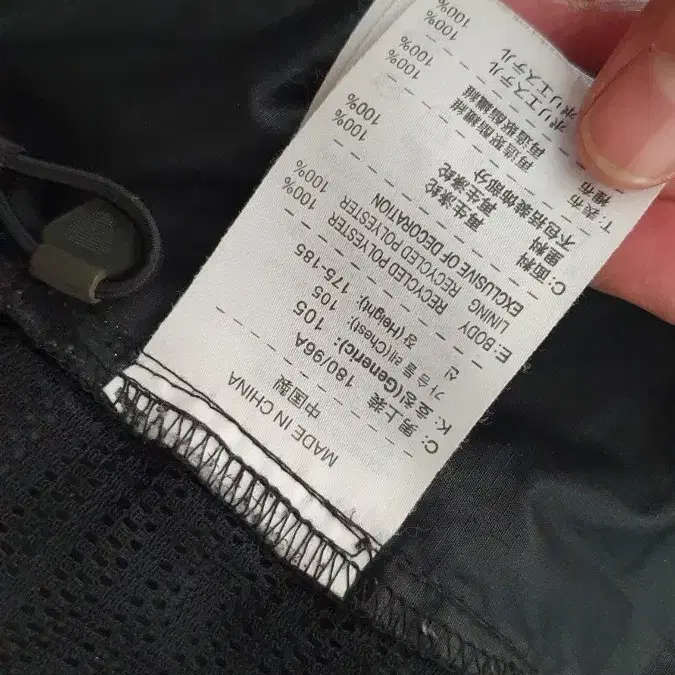 MADE IN CHINA
中国製
C: 男上装 180/96A
K: 호칭(Generic): 105
가 슴 둘 레(Chest): 105
신 장(Height): 175-185
E: BODY RECYCLED POLYESTER 100%
LINING RECYCLED POLYESTER 100%
EXCLUSIVE OF DECORATION
C: 面料 再生涤纶 100%
里料 再生涤纶 100%
不包括装饰部分
T: 表布 再造聚酯纖維 100%
裡布 再造聚酯纖維 100%
ポリエステル 100%
ポリエステル 100%